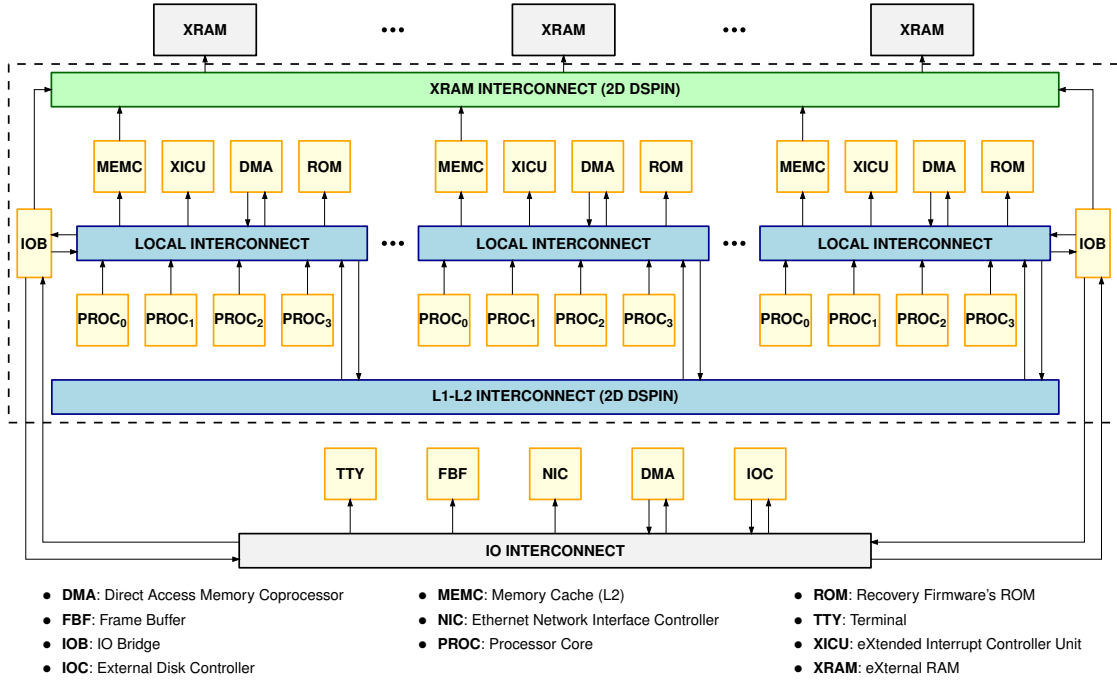 XRAM ••• XRAM ••• XRAM
XRAM INTERCONNECT (2D DSPIN)
MEMC XICU DMA ROM MEMC XICU DMA ROM MEMC XICU DMA ROM
IOB LOCAL INTERCONNECT ••• LOCAL INTERCONNECT ••• LOCAL INTERCONNECT IOB
PROC₀ PROC₁ PROC₂ PROC₃ PROC₀ PROC₁ PROC₂ PROC₃ PROC₀ PROC₁ PROC₂ PROC₃
L1-L2 INTERCONNECT (2D DSPIN)
TTY FBF NIC DMA IOC
IO INTERCONNECT
• DMA: Direct Access Memory Coprocessor
• FBF: Frame Buffer
• IOB: IO Bridge
• IOC: External Disk Controller
• MEMC: Memory Cache (L2)
• NIC: Ethernet Network Interface Controller
• PROC: Processor Core
• ROM: Recovery Firmware's ROM
• TTY: Terminal
• XICU: eXtended Interrupt Controller Unit
• XRAM: eXternal RAM